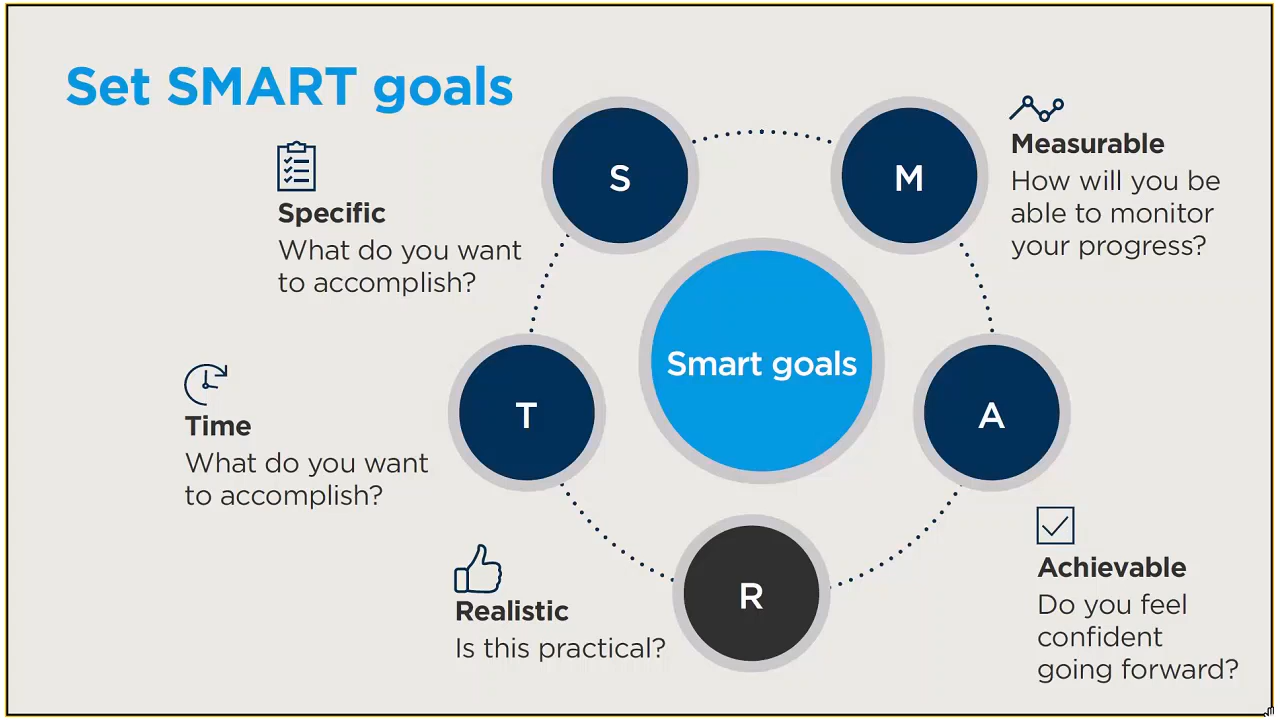 Set SMART goals
S
M
Measurable
How will you be
able to monitor
your progress?
Specific
What do you want
to accomplish?
Smart goals
T
A
Time
What do you want
to accomplish?
Achievable
Do you feel
confident
going forward?
R
Realistic
Is this practical?